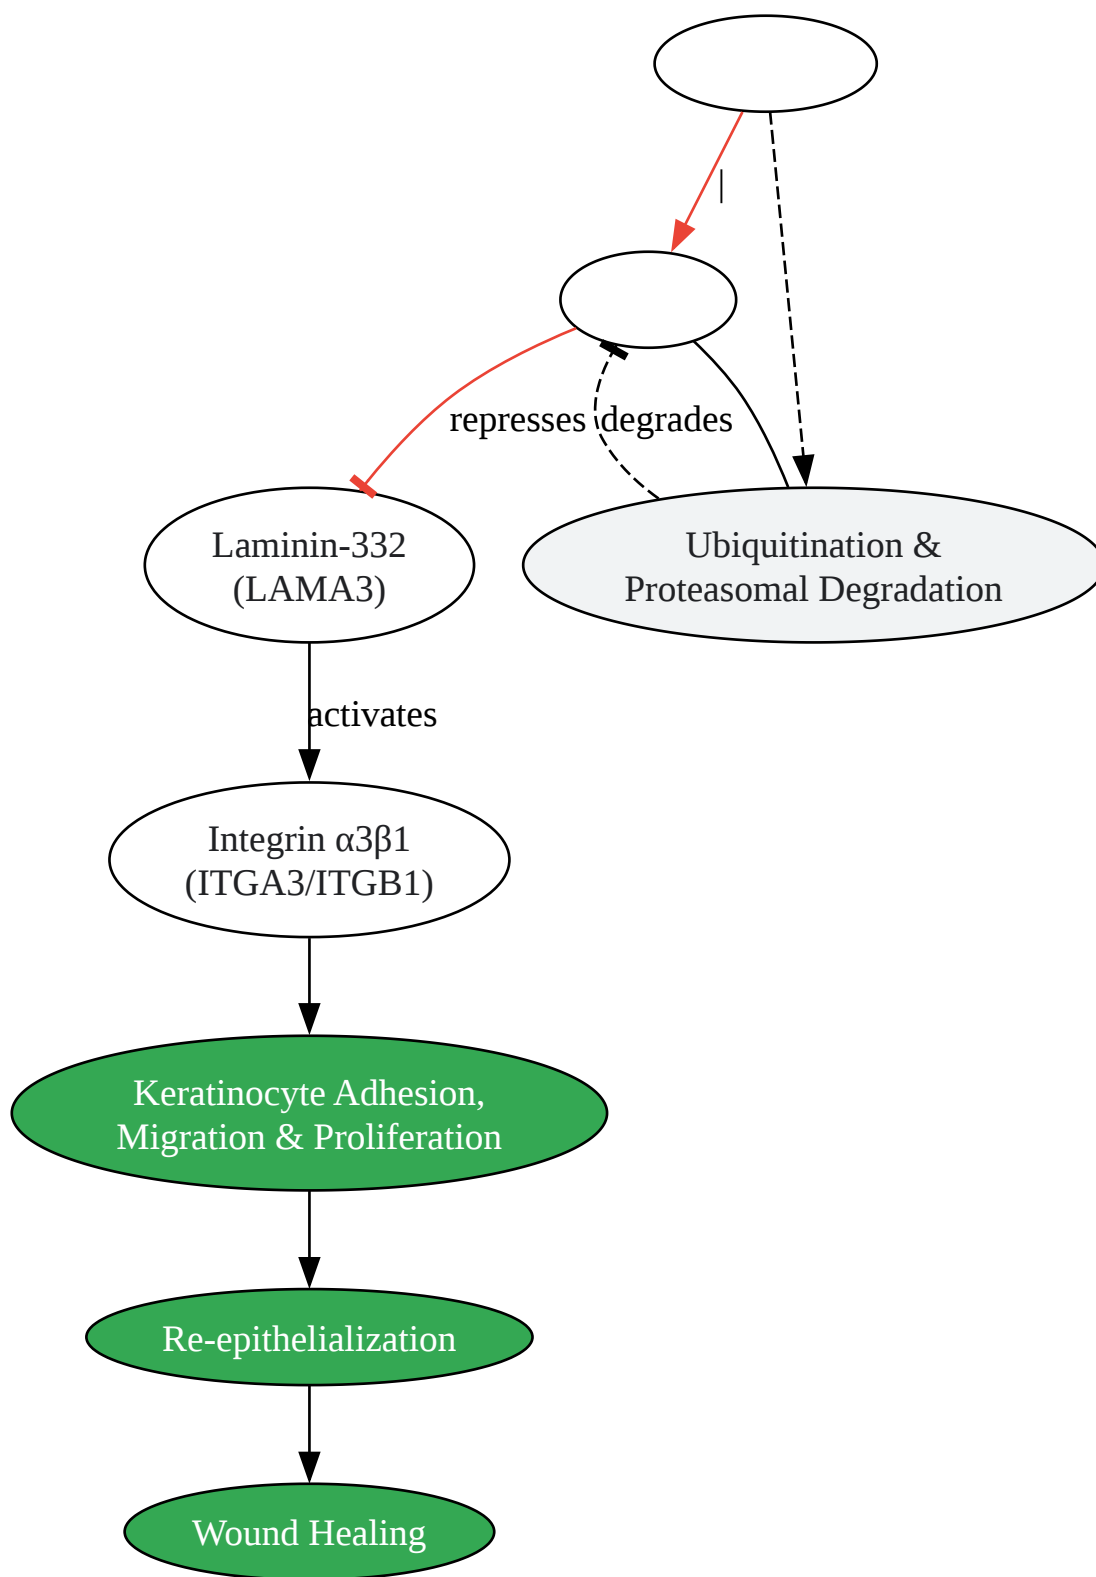 |
represses
degrades
Laminin-332
(LAMA3)
Ubiquitination &
Proteasomal Degradation
activates
Integrin α3β1
(ITGA3/ITGB1)
Keratinocyte Adhesion,
Migration & Proliferation
Re-epithelialization
Wound Healing